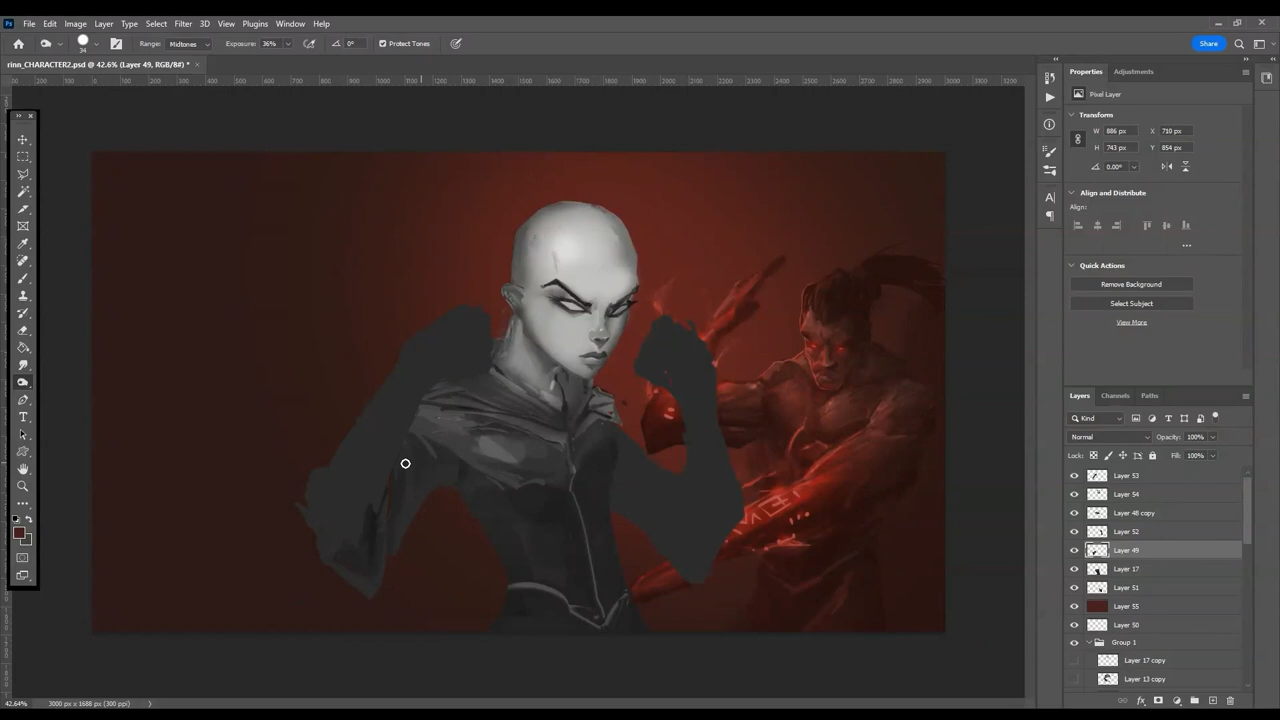 Ps File Edit Image Layer Type Select Filter 3D View Plugins Window Help
34 Range: Midtones Exposure: 36% 0° Protect Tones Share
rinn_CHARACTER2.psd @ 42.6% (Layer 49, RGB/8#) * ×
Properties Adjustments
Pixel Layer
Transform
W 886 px X 710 px
H 743 px Y 854 px
0.00°
Align and Distribute
Align:
Quick Actions
Remove Background
Select Subject
View More
Layers Channels Paths
Kind
Normal Opacity: 100%
Lock: Fill: 100%
Layer 53
Layer 54
Layer 48 copy
Layer 52
Layer 49
Layer 17
Layer 51
Layer 55
Layer 50
Group 1
Layer 17 copy
Layer 13 copy
42.64% 3000 px x 1688 px (300 ppi)